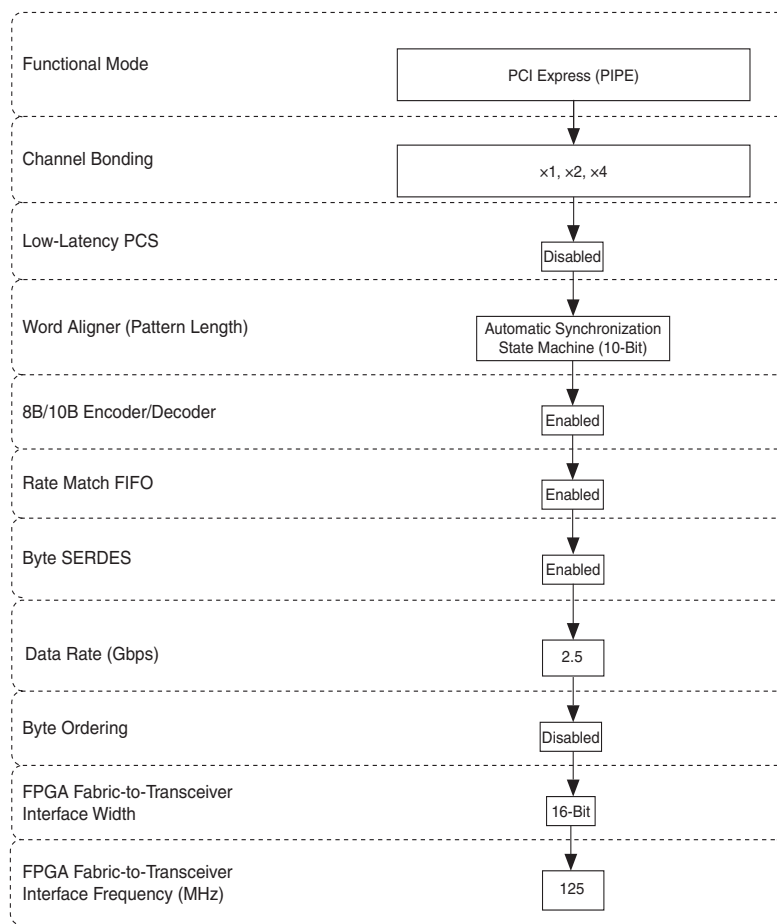 Functional Mode
PCI Express (PIPE)
Channel Bonding
×1, ×2, ×4
Low-Latency PCS
Disabled
Word Aligner (Pattern Length)
Automatic Synchronization
State Machine (10-Bit)
8B/10B Encoder/Decoder
Enabled
Rate Match FIFO
Enabled
Byte SERDES
Enabled
Data Rate (Gbps)
2.5
Byte Ordering
Disabled
FPGA Fabric-to-Transceiver
Interface Width
16-Bit
FPGA Fabric-to-Transceiver
Interface Frequency (MHz)
125